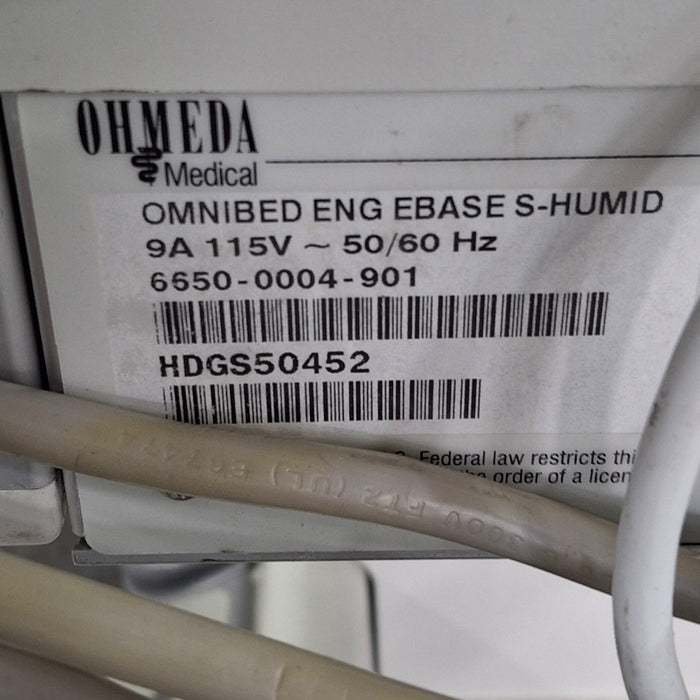 OHMEDA
Medical
OMNIBED ENG EBASE S-HUMID
9A 115V ~ 50/60 Hz
6650-0004-901
HDGS50452
Federal law restricts thi
order of a licen
(UL)